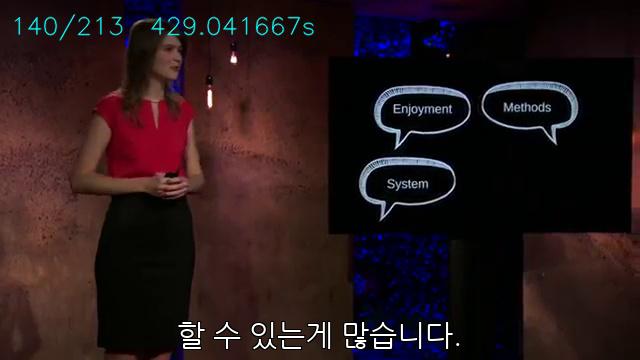 140/213 429.041667s
Enjoyment
Methods
System
할 수 있는게 많습니다.